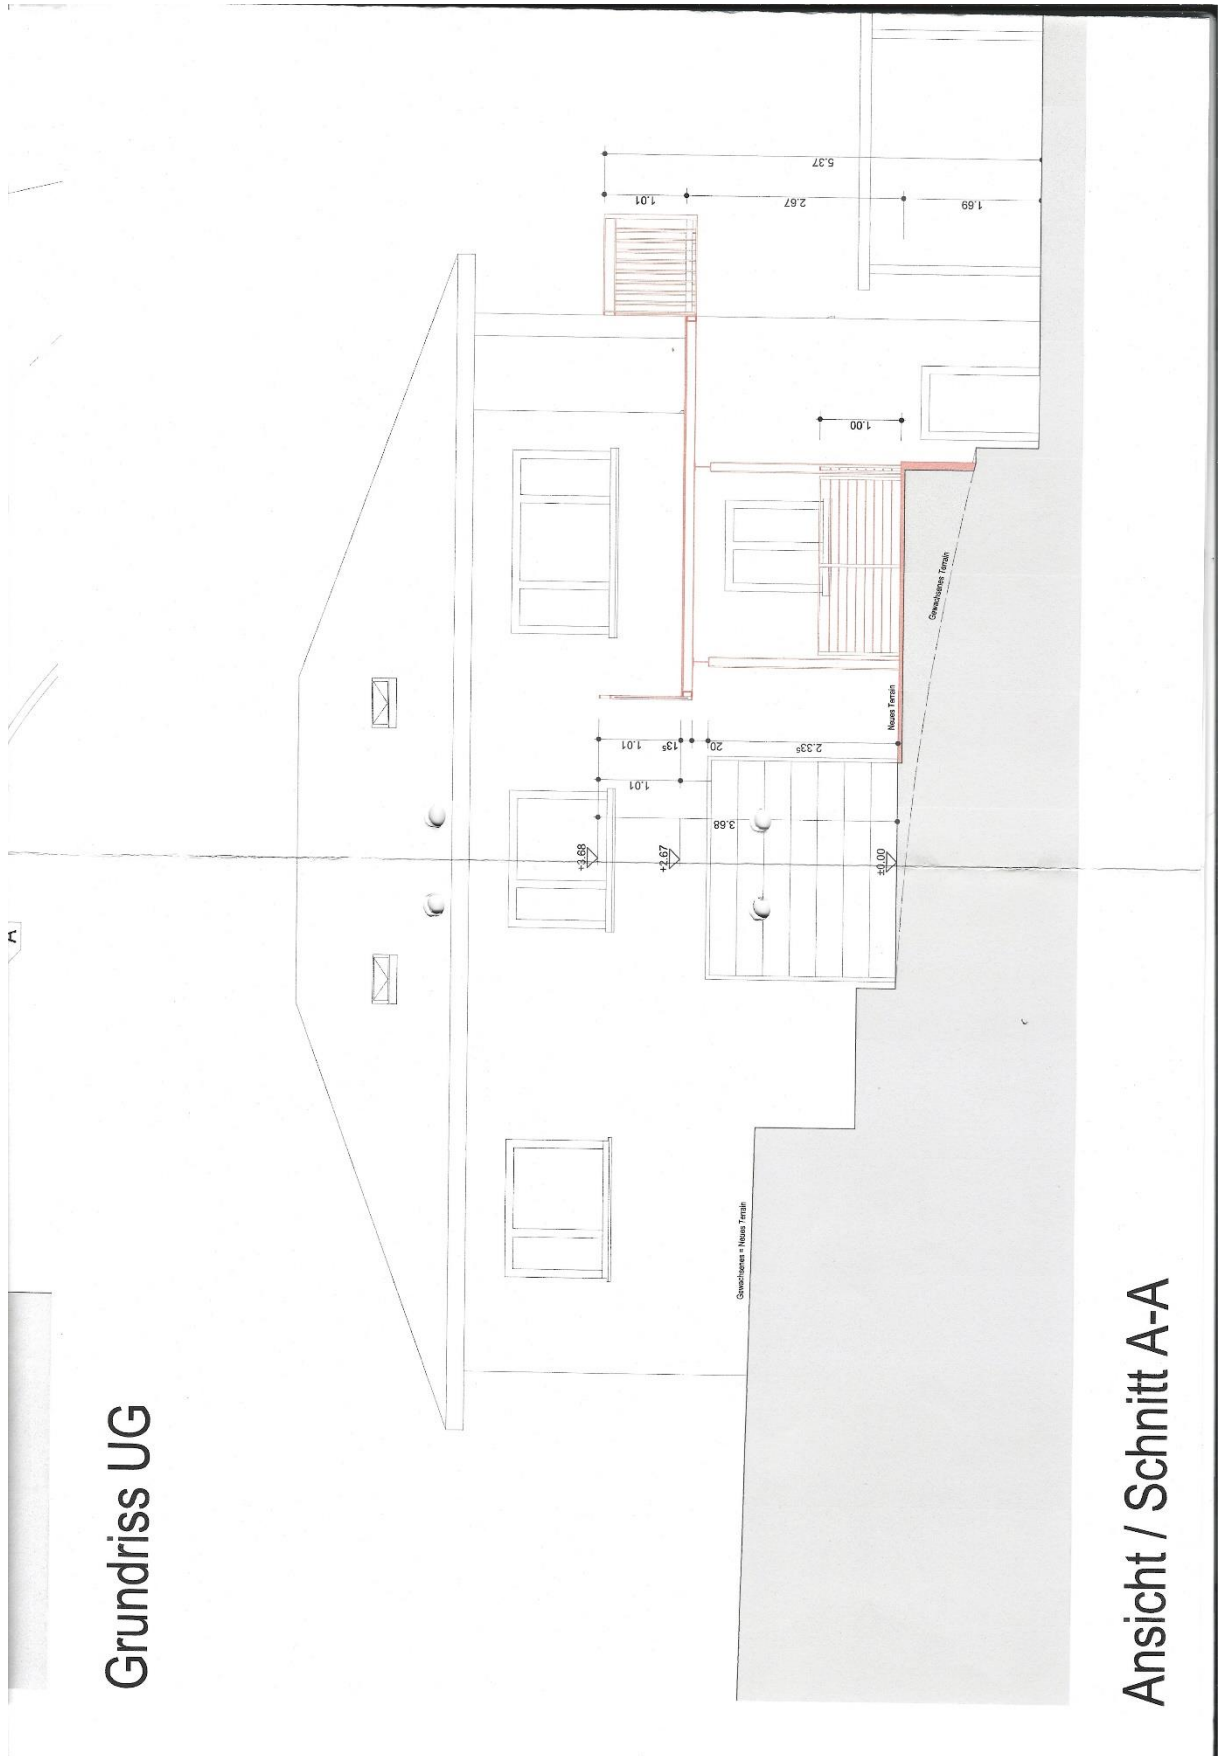 Grundriss UG
A
5.37
1.01
2.67
1.69
1.00
Gewachsenes Terrain
Neues Terrain
1.01
13⁵
20
2.33⁵
1.01
3.68
+3.68
+2.67
±0.00
Gewachsenes = Neues Terrain
Ansicht / Schnitt A-A